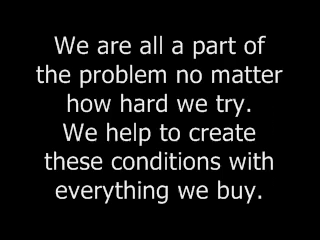 We are all a part of
the problem no matter
how hard we try.
We help to create
these conditions with
everything we buy.